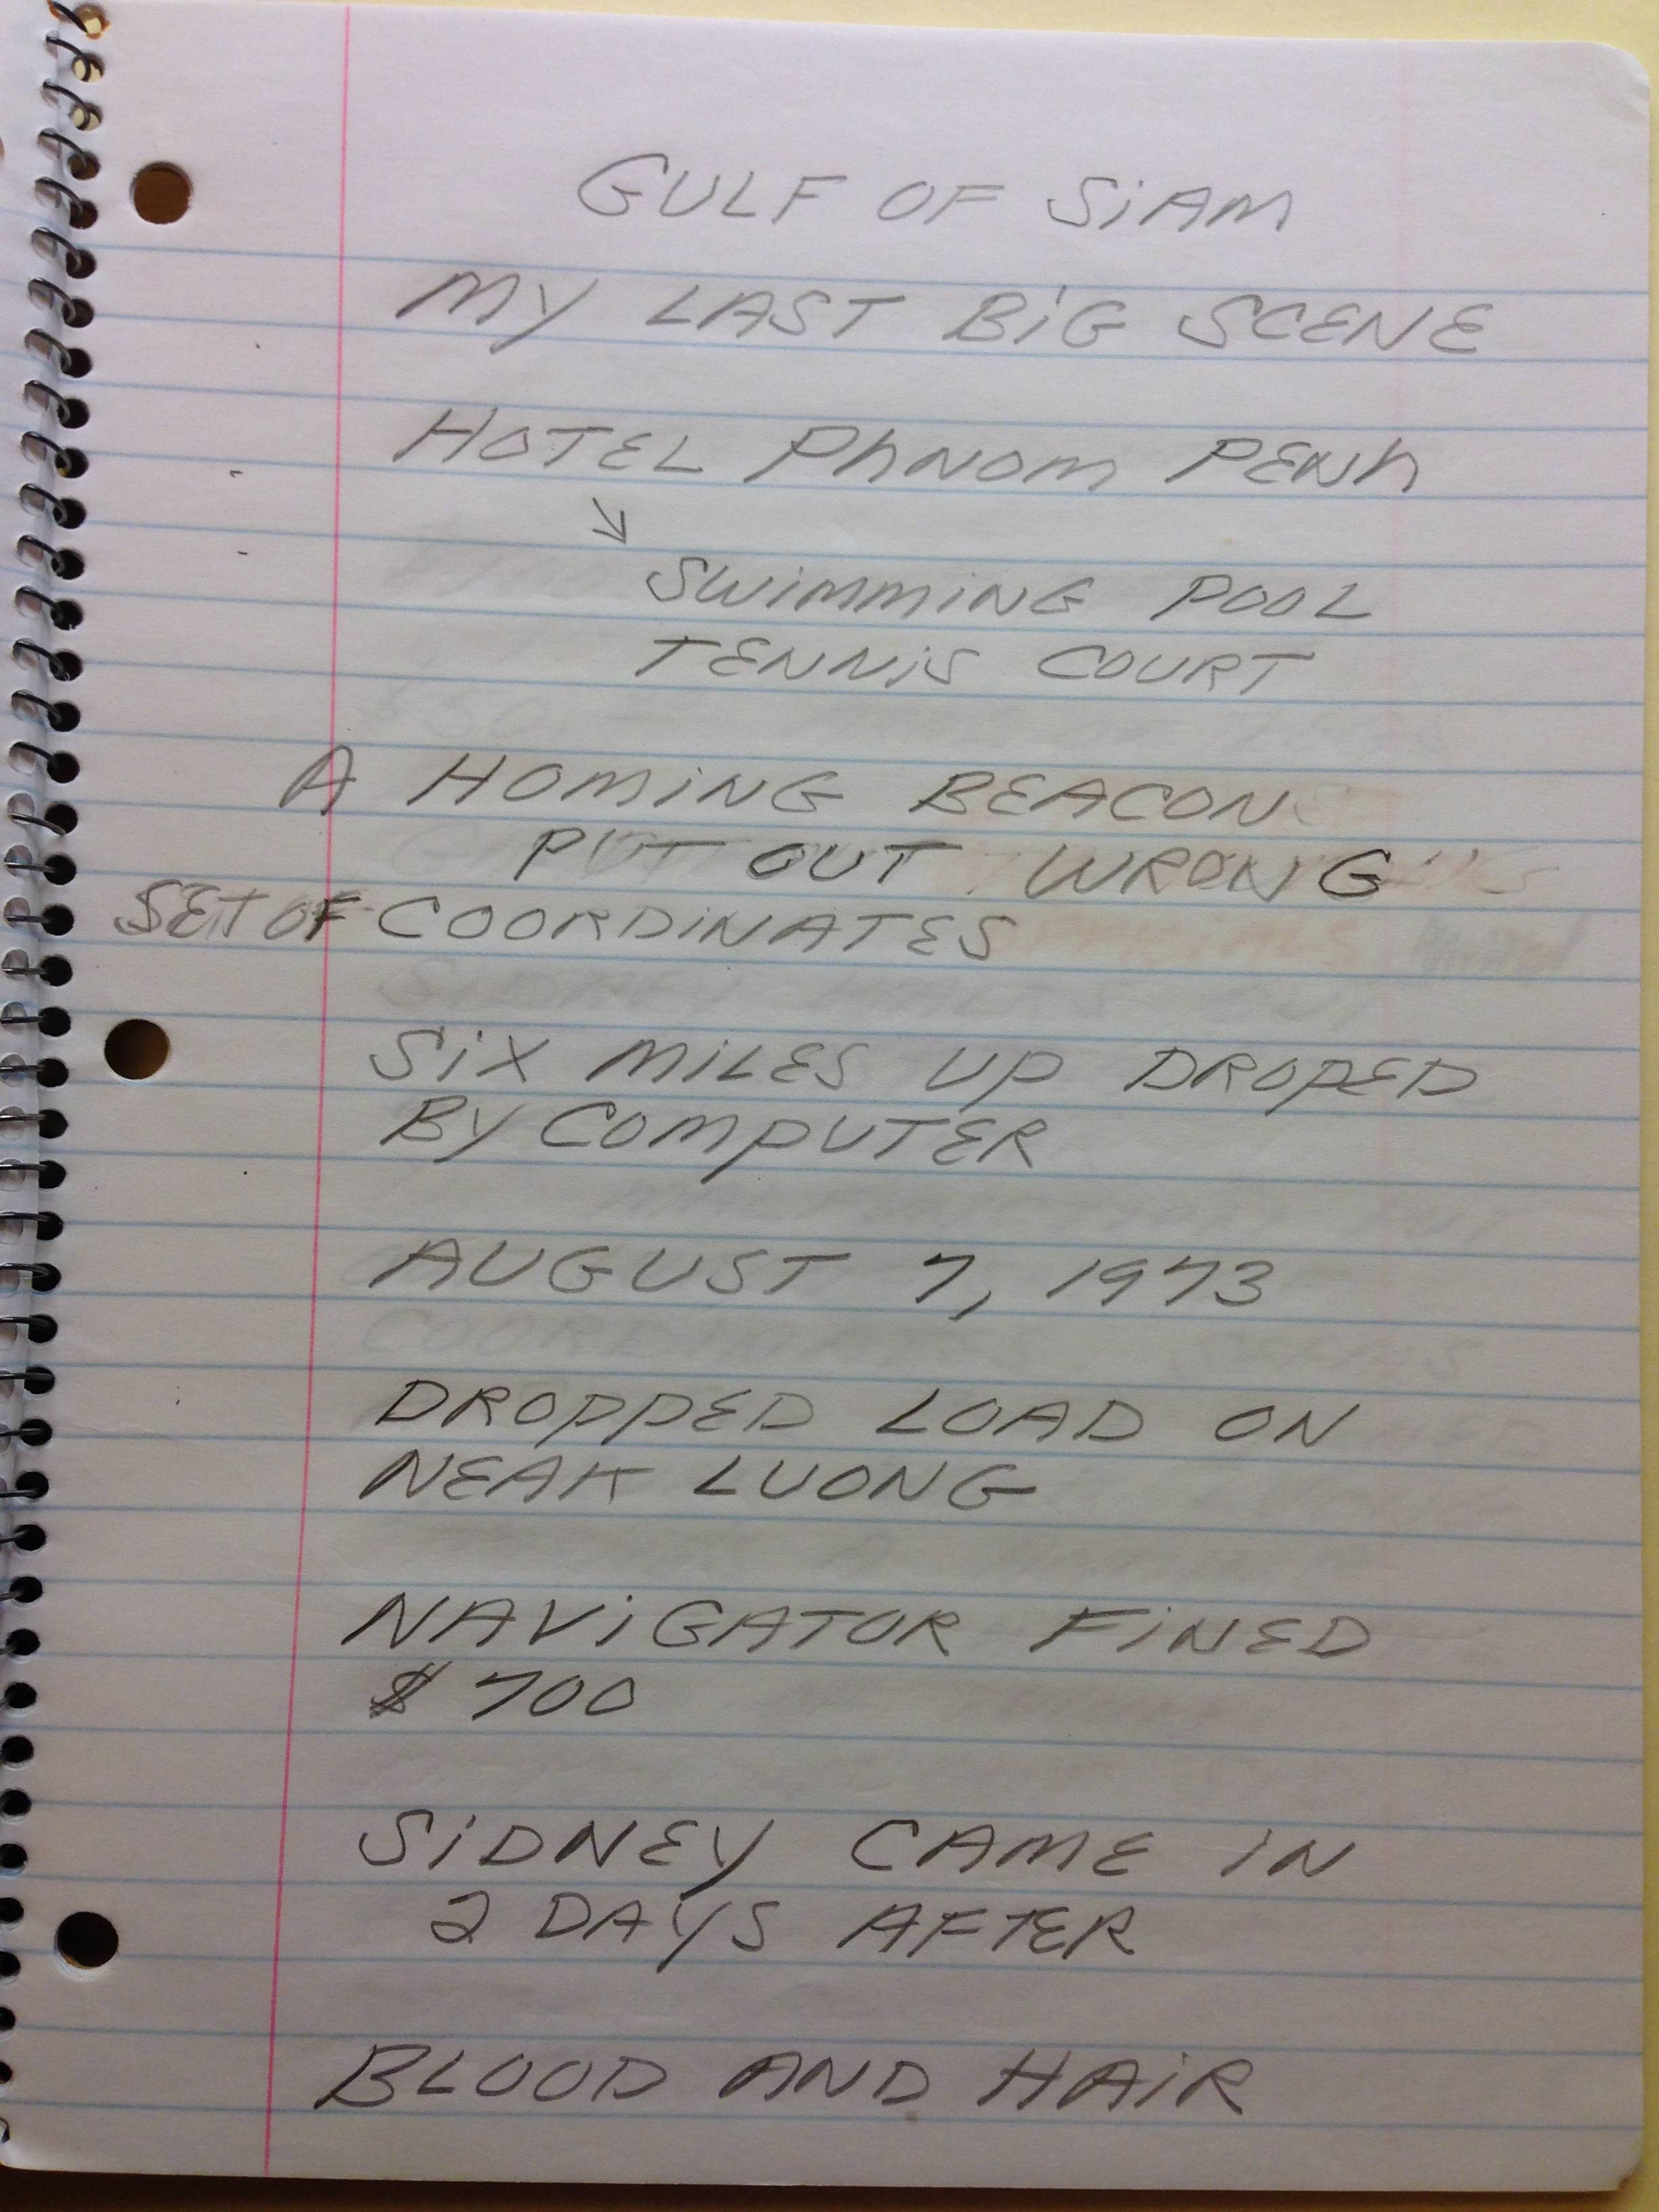 GULF OF SiAM
MY LAST BiG SCENE
HOTEL PhNOM PENh
SWiMMiNG POOL
TENNiS COURT
A HOMiNG BEACON
PUT OUT WRONG
SET OF COORDiNATES
SiX MiLES UP DROPED
BY COMPUTER
AUGUST 7, 1973
DROPPED LOAD ON
NEAK LUONG
NAViGATOR FiNED
$ 700
SiDNEY CAME iN
2 DAYS AFTER
BLOOD AND HAiR